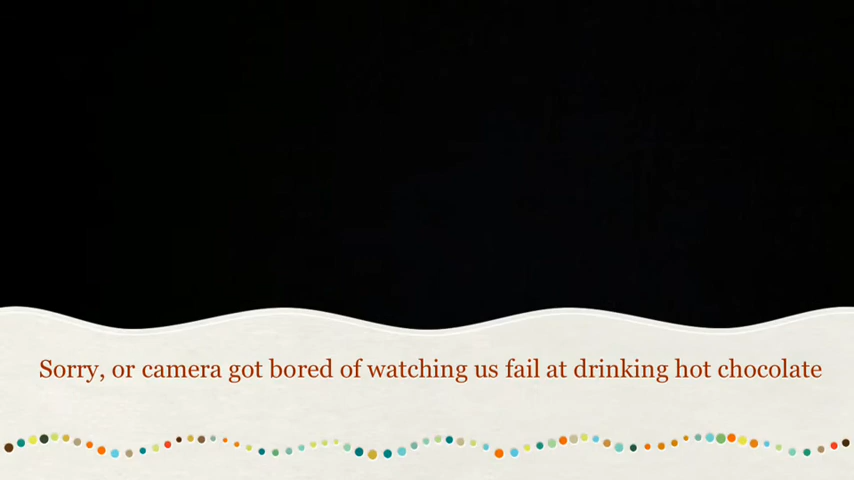 Sorry, or camera got bored of watching us fail at drinking hot chocolate